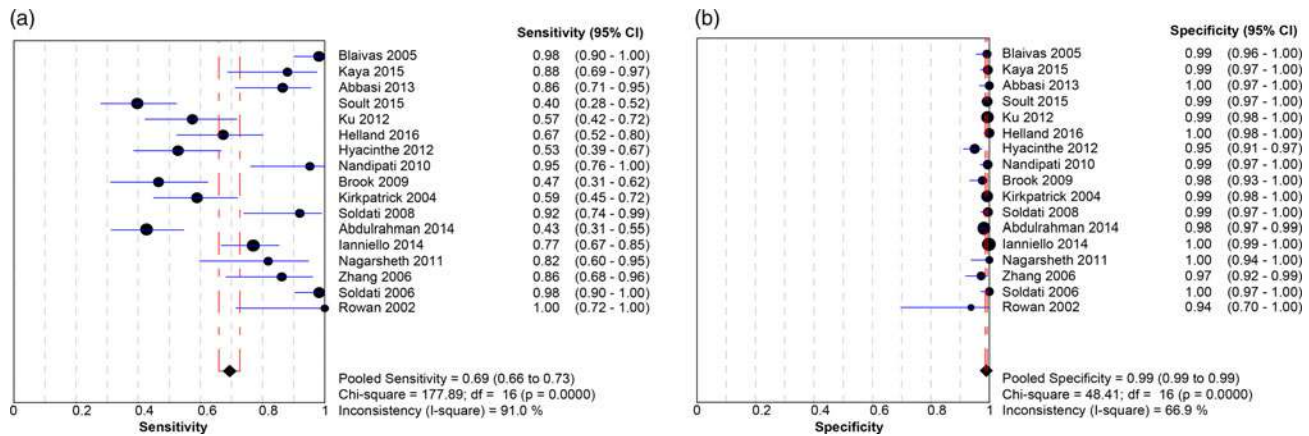 (a)
Sensitivity (95% CI)
Blaivas 2005 0.98 (0.90 - 1.00)
Kaya 2015 0.88 (0.69 - 0.97)
Abbasi 2013 0.86 (0.71 - 0.95)
Soult 2015 0.40 (0.28 - 0.52)
Ku 2012 0.57 (0.42 - 0.72)
Helland 2016 0.67 (0.52 - 0.80)
Hyacinthe 2012 0.53 (0.39 - 0.67)
Nandipati 2010 0.95 (0.76 - 1.00)
Brook 2009 0.47 (0.31 - 0.62)
Kirkpatrick 2004 0.59 (0.45 - 0.72)
Soldati 2008 0.92 (0.74 - 0.99)
Abdulrahman 2014 0.43 (0.31 - 0.55)
Ianniello 2014 0.77 (0.67 - 0.85)
Nagarsheth 2011 0.82 (0.60 - 0.95)
Zhang 2006 0.86 (0.68 - 0.96)
Soldati 2006 0.98 (0.90 - 1.00)
Rowan 2002 1.00 (0.72 - 1.00)
Pooled Sensitivity = 0.69 (0.66 to 0.73)
Chi-square = 177.89; df = 16 (p = 0.0000)
Inconsistency (I-square) = 91.0 %
0 0.2 0.4 0.6 0.8 1
Sensitivity
(b)
Specificity (95% CI)
Blaivas 2005 0.99 (0.96 - 1.00)
Kaya 2015 0.99 (0.97 - 1.00)
Abbasi 2013 1.00 (0.97 - 1.00)
Soult 2015 0.99 (0.97 - 1.00)
Ku 2012 0.99 (0.98 - 1.00)
Helland 2016 1.00 (0.98 - 1.00)
Hyacinthe 2012 0.95 (0.91 - 0.97)
Nandipati 2010 0.99 (0.97 - 1.00)
Brook 2009 0.98 (0.93 - 1.00)
Kirkpatrick 2004 0.99 (0.98 - 1.00)
Soldati 2008 0.99 (0.97 - 1.00)
Abdulrahman 2014 0.98 (0.97 - 0.99)
Ianniello 2014 1.00 (0.99 - 1.00)
Nagarsheth 2011 1.00 (0.94 - 1.00)
Zhang 2006 0.97 (0.92 - 0.99)
Soldati 2006 1.00 (0.97 - 1.00)
Rowan 2002 0.94 (0.70 - 1.00)
Pooled Specificity = 0.99 (0.99 to 0.99)
Chi-square = 48.41; df = 16 (p = 0.0000)
Inconsistency (I-square) = 66.9 %
0 0.2 0.4 0.6 0.8 1
Specificity